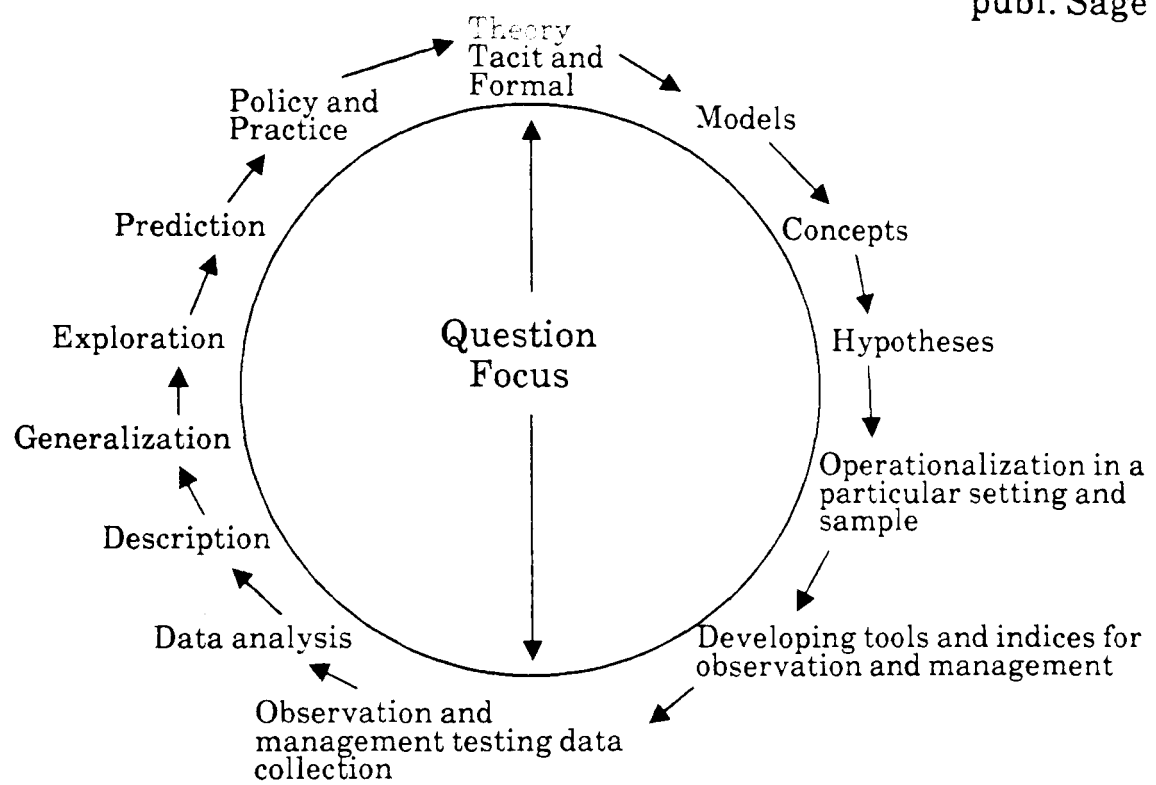 publ. Sage
Theory
Tacit and
Formal
Models
Concepts
Hypotheses
Operationalization in a
particular setting and
sample
Developing tools and indices for
observation and management
Observation and
management testing data
collection
Data analysis
Description
Generalization
Exploration
Prediction
Policy and
Practice
Question
Focus